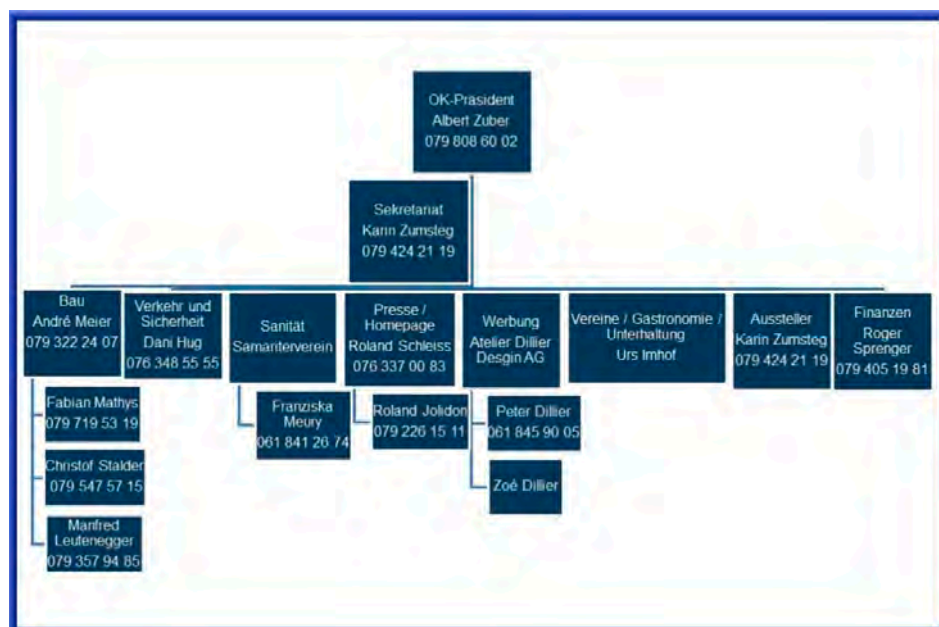 OK-Präsident
Albert Zuber
079 808 60 02
Sekretariat
Karin Zumsteg
079 424 21 19
Bau
André Meier
079 322 24 07
Verkehr und
Sicherheit
Dani Hug
076 348 55 55
Sanität
Samariterverein
Presse /
Homepage
Roland Schleiss
076 337 00 83
Werbung
Atelier Dillier
Desgin AG
Vereine / Gastronomie /
Unterhaltung
Urs Imhof
Aussteller
Karin Zumsteg
079 424 21 19
Finanzen
Roger
Sprenger
079 405 19 81
Fabian Mathys
079 719 53 19
Christof Stalder
079 547 57 15
Manfred
Leutenegger
079 357 94 85
Franziska
Meury
061 841 26 74
Roland Jolidon
079 226 15 11
Peter Dillier
061 845 90 05
Zoé Dillier